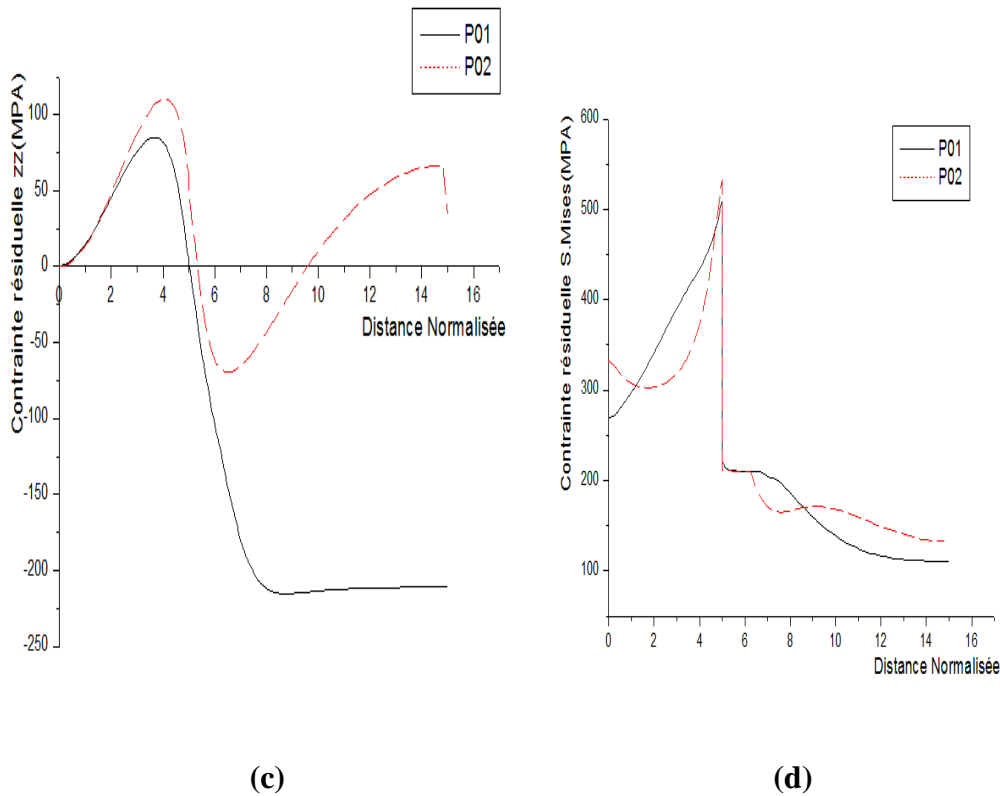 P01
P02
Contrainte résiduelle zz(MPA)
100
50
0
-50
-100
-150
-200
-250
0 2 4 6 8 10 12 14 16
Distance Normalisée
(c)
P01
P02
Contrainte résiduelle S.Mises(MPA)
600
500
400
300
200
100
0 2 4 6 8 10 12 14 16
Distance Normalisée
(d)